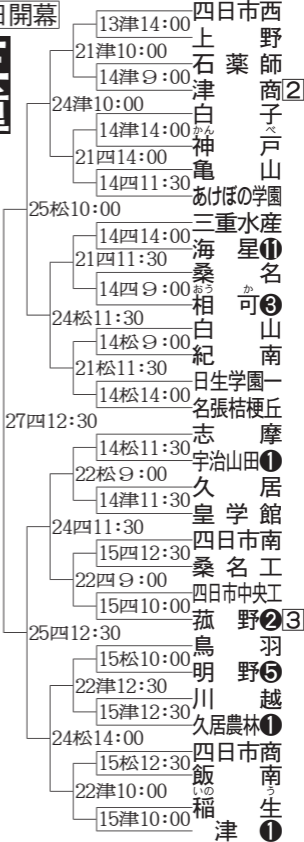 日開幕
13津14:00
四日市西
上野
21津10:00
石薬師
14津9:00
津商2
24津10:00
白子
14津14:00
神戸
かん べ
21四14:00
亀山
14四11:30
あけぼの学園
25松10:00
三重水産
14四14:00
海星⓫
21四11:30
桑名
14四9:00
相可❸
おう か
24松11:30
白山
14松9:00
紀南
21松11:30
日生学園一
14松14:00
名張桔梗丘
27四12:30
志摩
14松11:30
宇治山田❶
22松9:00
久居
14津11:30
皇学館
24四11:30
四日市南
15四12:30
桑名工
22四9:00
四日市中央工
15四10:00
菰野❷3
25四12:30
鳥羽
15松10:00
明野❺
22津12:30
川越
15津12:30
久居農林❶
24松14:00
四日市商
15松12:30
飯南
22津10:00
稲生
いの う
15津10:00
津❶